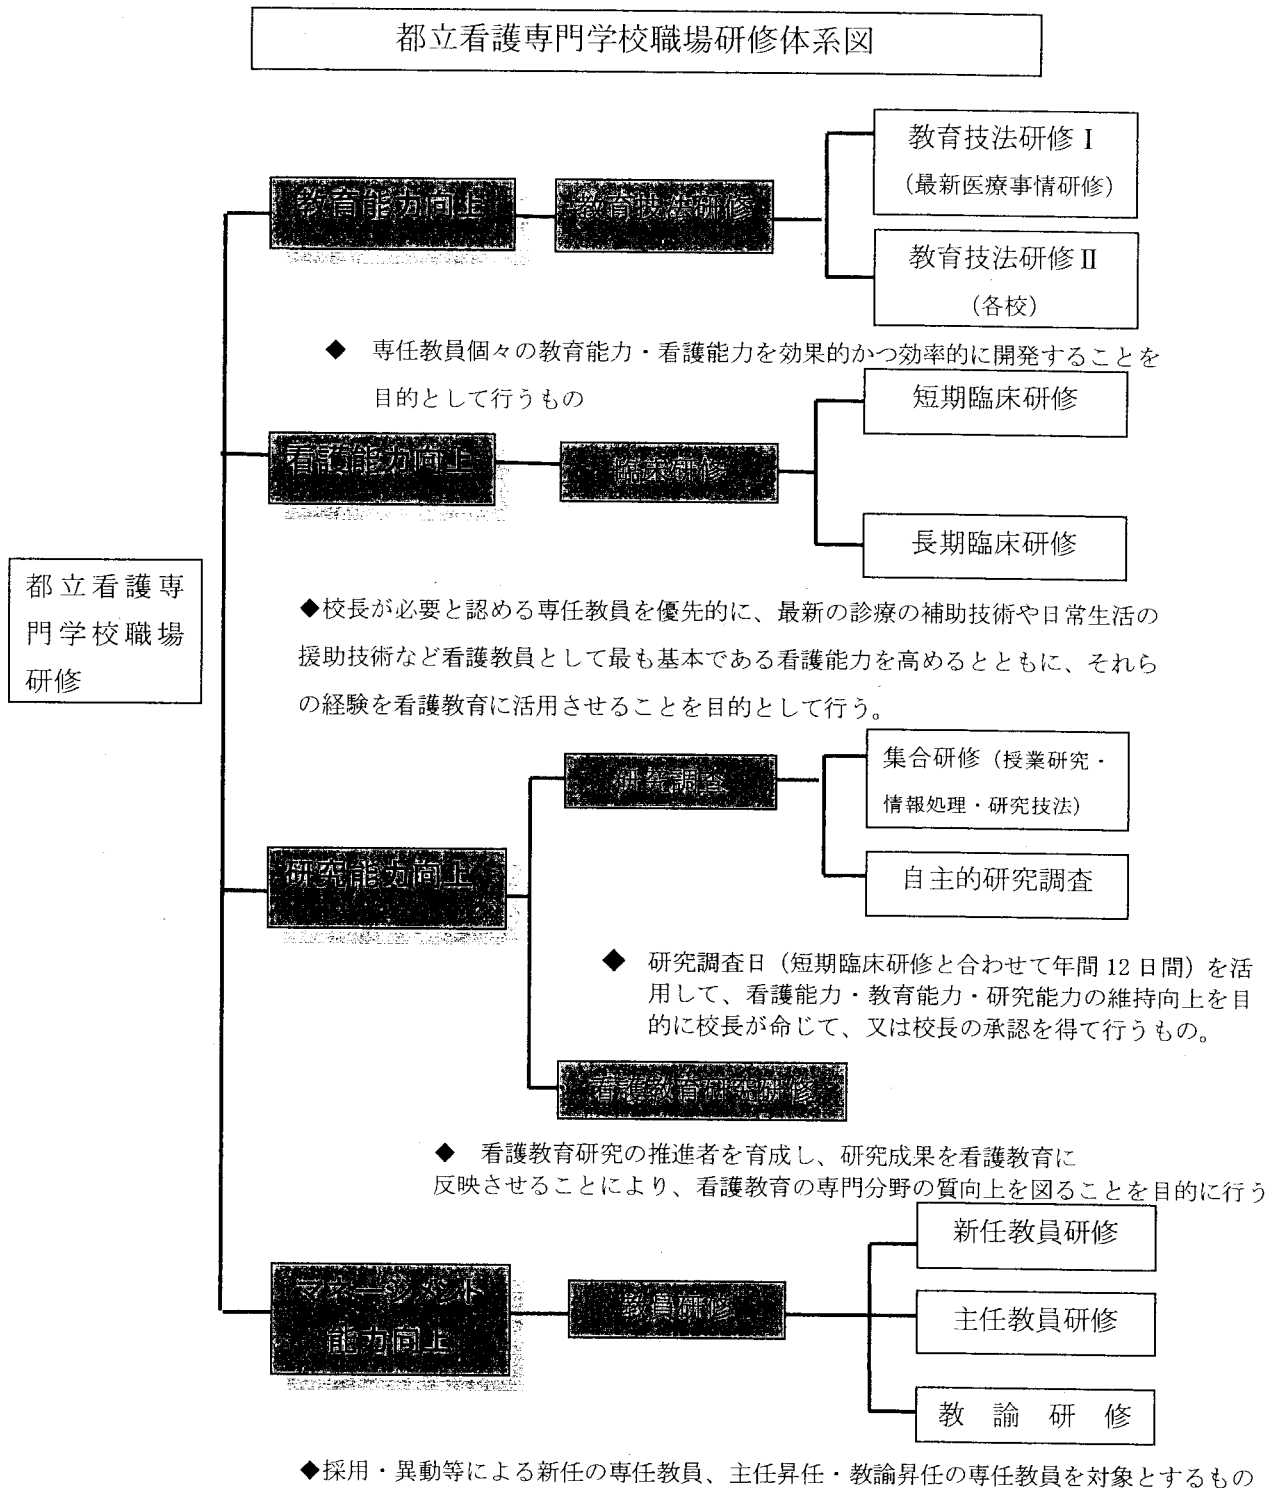 都立看護専門学校職場研修体系図
教育技法研修Ⅰ
（最新医療事情研修）
教育能力向上
教育技法研修
教育技法研修Ⅱ
（各校）
◆ 専任教員個々の教育能力・看護能力を効果的かつ効率的に開発することを
目的として行うもの
短期臨床研修
看護能力向上
臨床研修
長期臨床研修
都立看護専
門学校職場
研修
◆校長が必要と認める専任教員を優先的に、最新の診療の補助技術や日常生活の
援助技術など看護教員として最も基本である看護能力を高めるとともに、それら
の経験を看護教育に活用させることを目的として行う。
研究調査
集合研修（授業研究・
情報処理・研究技法）
研究能力向上
自主的研究調査
◆ 研究調査日（短期臨床研修と合わせて年間 12 日間）を活
用して、看護能力・教育能力・研究能力の維持向上を目
的に校長が命じて、又は校長の承認を得て行うもの。
看護教育研究研修
◆ 看護教育研究の推進者を育成し、研究成果を看護教育に
反映させることにより、看護教育の専門分野の質向上を図ることを目的に行う
新任教員研修
マネージメント
能力向上
教員研修
主任教員研修
教諭研修
◆採用・異動等による新任の専任教員、主任昇任・教諭昇任の専任教員を対象とするもの